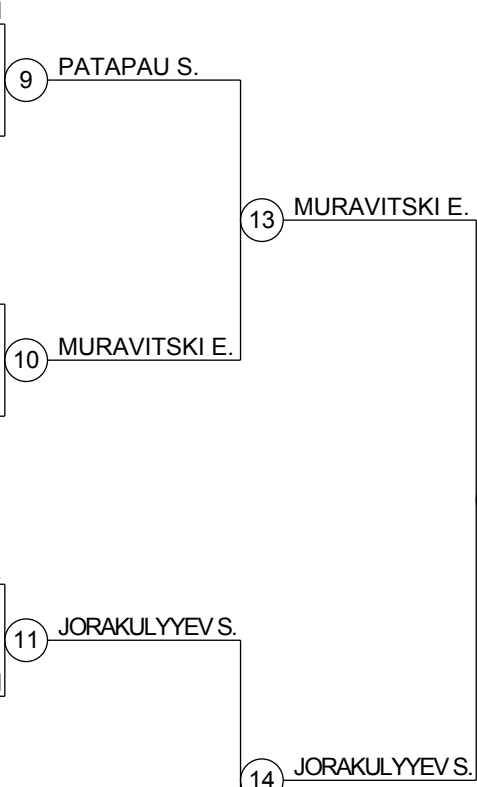 9 PATAPAU S.
13 MURAVITSKI E.
10 MURAVITSKI E.
11 JORAKULYYEV S.
14 JORAKULYYEV S.